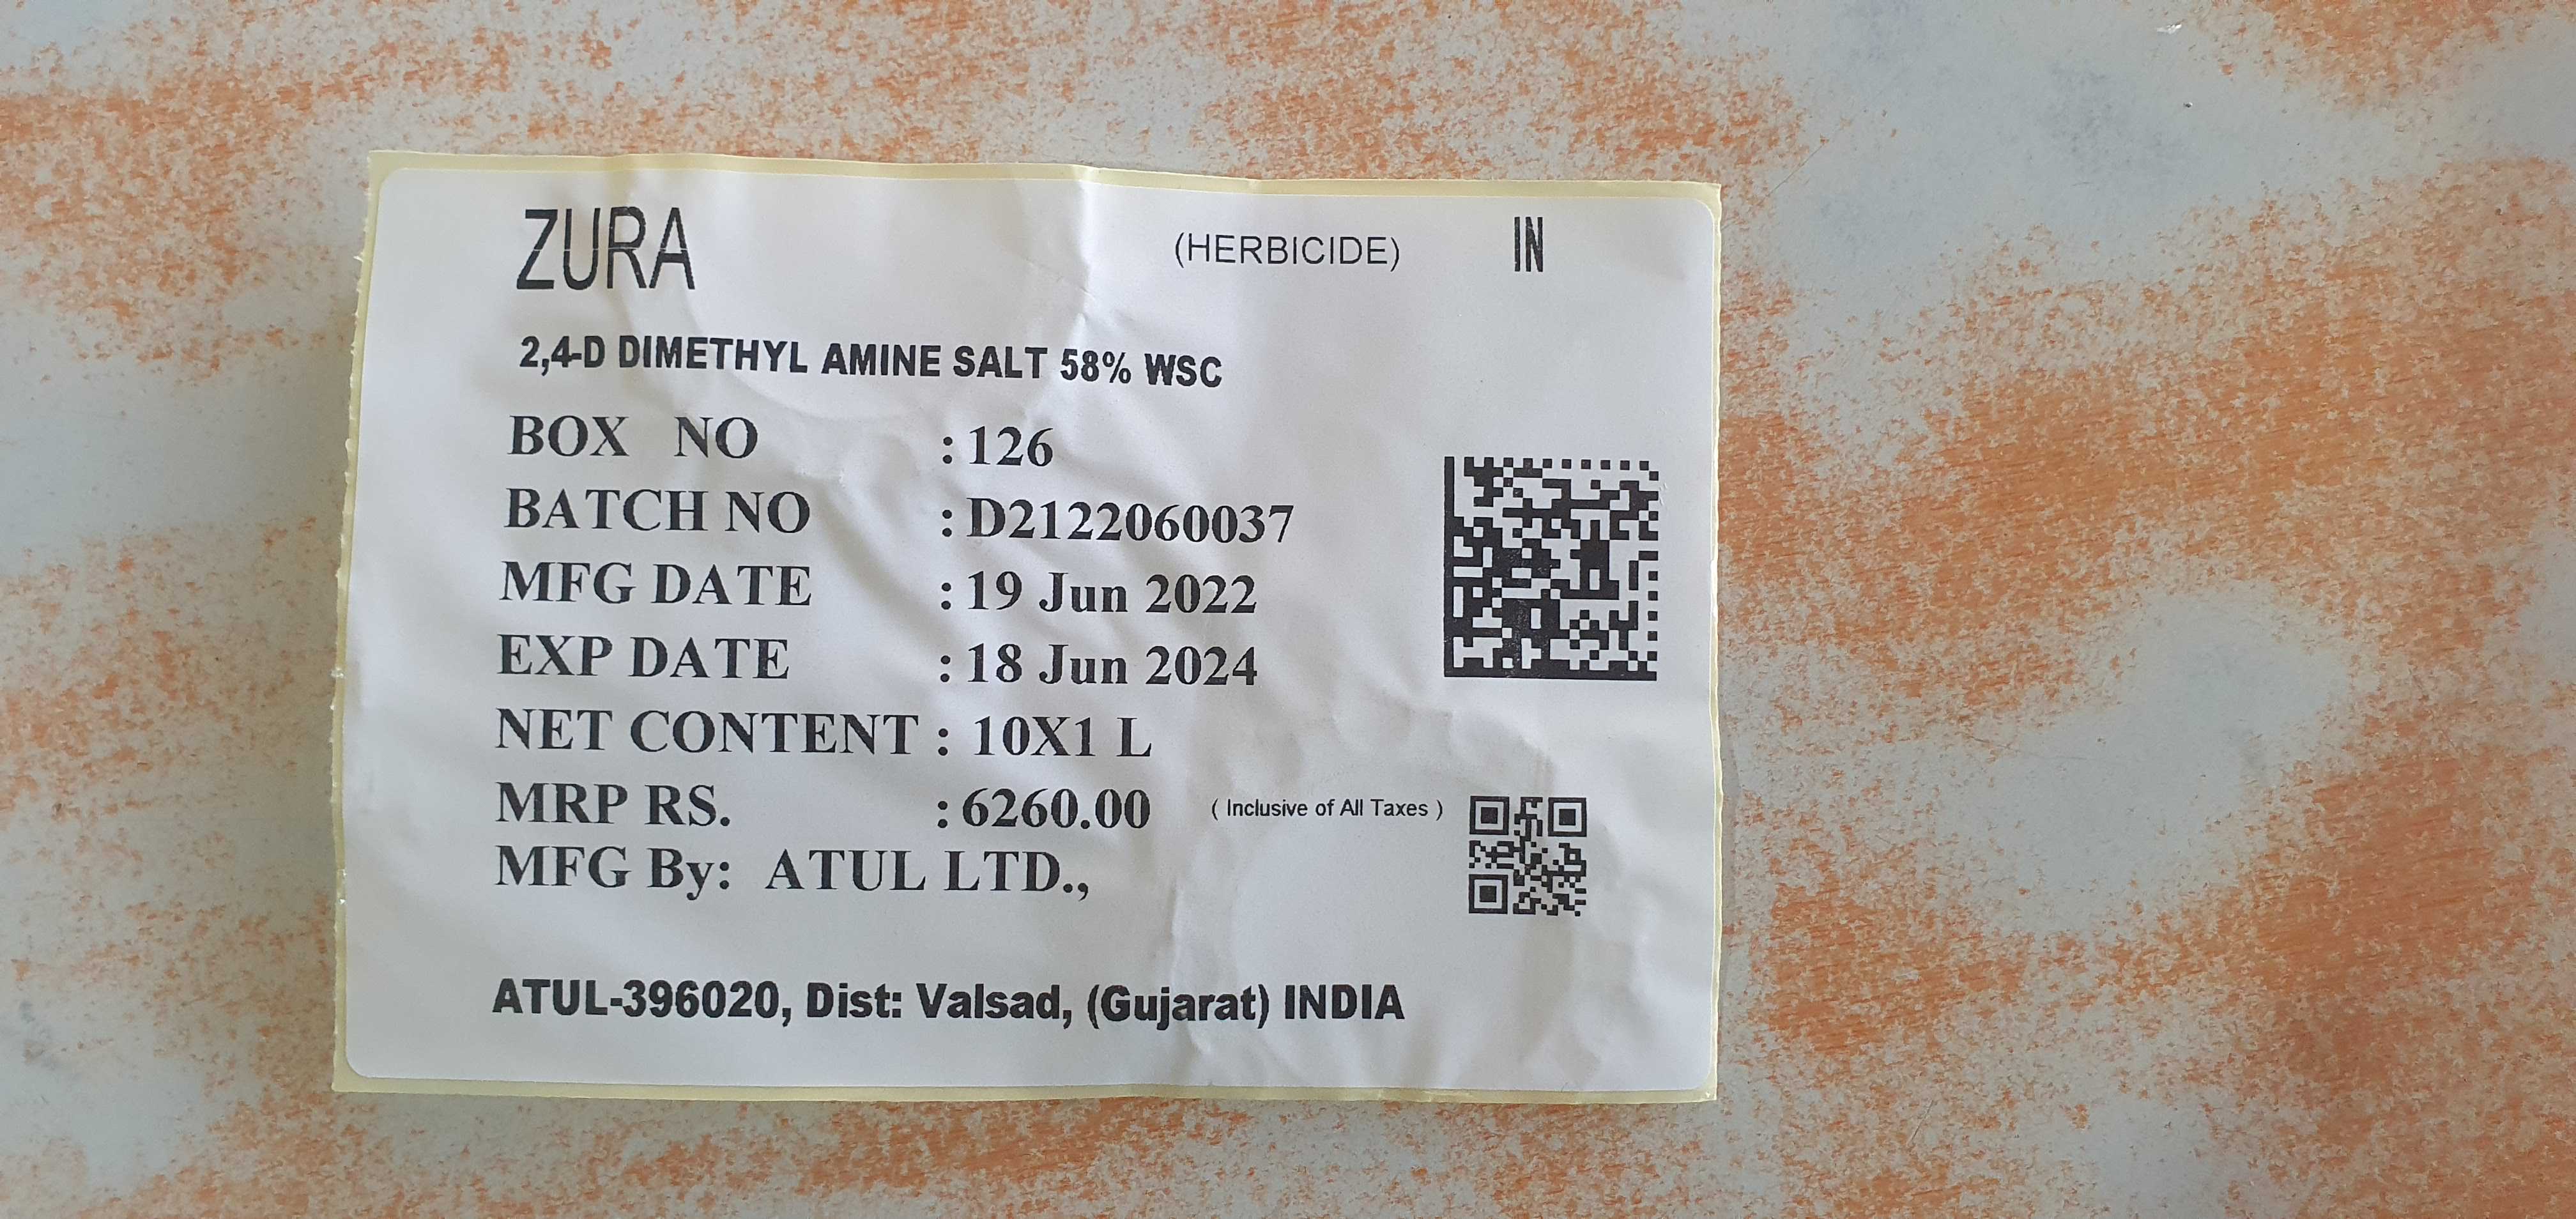 ZURA (HERBICIDE) IN
2,4-D DIMETHYL AMINE SALT 58% WSC
BOX NO : 126
BATCH NO : D2122060037
MFG DATE : 19 Jun 2022
EXP DATE : 18 Jun 2024
NET CONTENT : 10X1 L
MRP RS. : 6260.00 ( Inclusive of All Taxes )
MFG By: ATUL LTD.,
ATUL-396020, Dist: Valsad, (Gujarat) INDIA